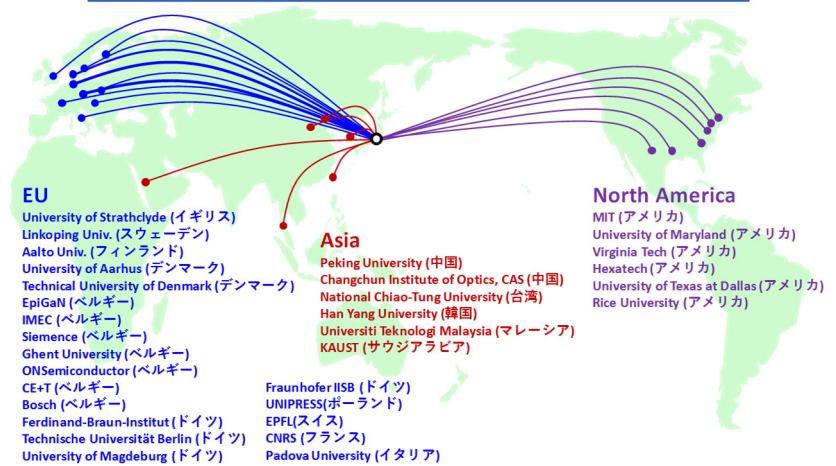 EU
University of Strathclyde (イギリス)
Linkoping Univ. (スウェーデン)
Aalto Univ. (フィンランド)
University of Aarhus (デンマーク)
Technical University of Denmark (デンマーク)
EpiGaN (ベルギー)
IMEC (ベルギー)
Siemence (ベルギー)
Ghent University (ベルギー)
ONSemiconductor (ベルギー)
CE+T (ベルギー)
Bosch (ベルギー)
Ferdinand-Braun-Institut (ドイツ)
Technische Universität Berlin (ドイツ)
University of Magdeburg (ドイツ)
Fraunhofer IISB (ドイツ)
UNIPRESS(ポーランド)
EPFL(スイス)
CNRS (フランス)
Padova University (イタリア)
Asia
Peking University (中国)
Changchun Institute of Optics, CAS (中国)
National Chiao-Tung University (台湾)
Han Yang University (韓国)
Universiti Teknologi Malaysia (マレーシア)
KAUST (サウジアラビア)
North America
MIT (アメリカ)
University of Maryland (アメリカ)
Virginia Tech (アメリカ)
Hexatech (アメリカ)
University of Texas at Dallas (アメリカ)
Rice University (アメリカ)